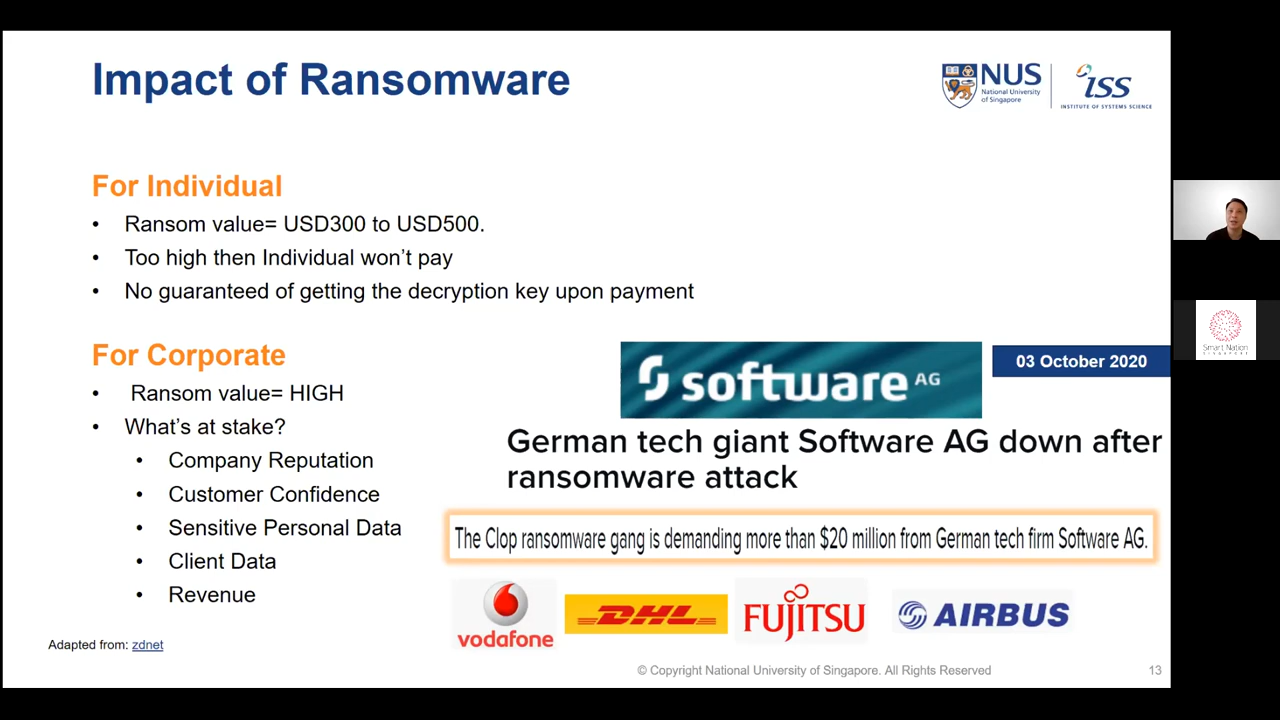 Impact of Ransomware
NUS
National University
of Singapore
iss
INSTITUTE OF SYSTEMS SCIENCE
For Individual
• Ransom value= USD300 to USD500.
• Too high then Individual won’t pay
• No guaranteed of getting the decryption key upon payment
For Corporate
• Ransom value= HIGH
• What’s at stake?
• Company Reputation
• Customer Confidence
• Sensitive Personal Data
• Client Data
• Revenue
software AG
03 October 2020
German tech giant Software AG down after
ransomware attack
The Clop ransomware gang is demanding more than $20 million from German tech firm Software AG.
vodafone
DHL
FUJITSU
AIRBUS
Adapted from: zdnet
© Copyright National University of Singapore. All Rights Reserved
13
Smart Nation
SINGAPORE